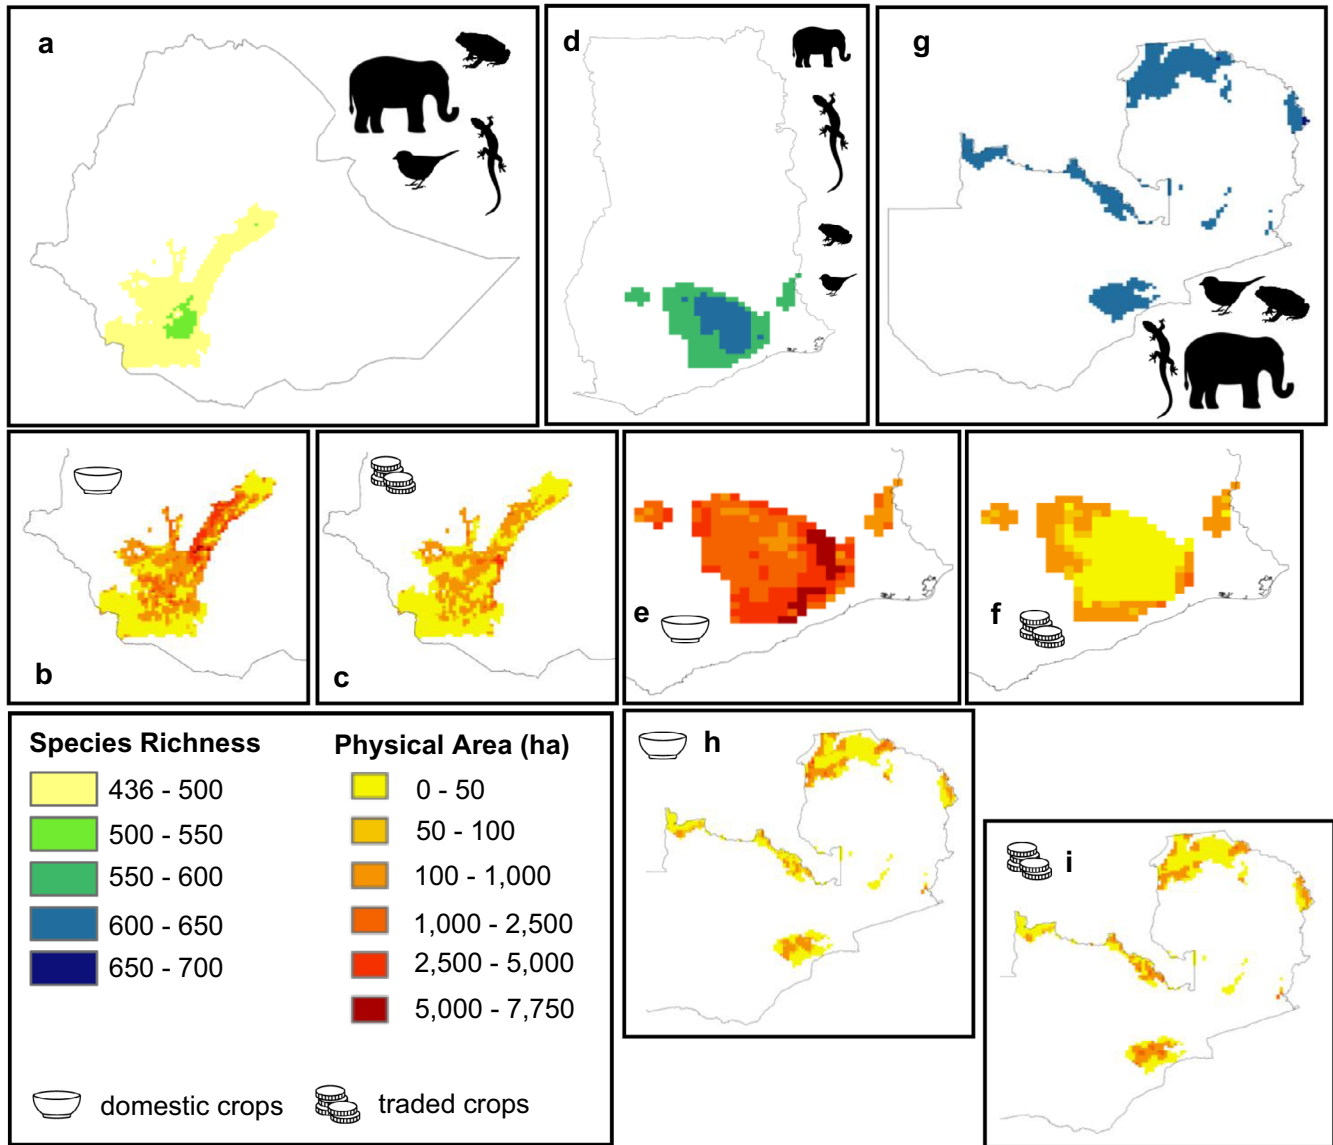 a
d
g
b
c
e
f
Species Richness
436 - 500
500 - 550
550 - 600
600 - 650
650 - 700
Physical Area (ha)
0 - 50
50 - 100
100 - 1,000
1,000 - 2,500
2,500 - 5,000
5,000 - 7,750
domestic crops
traded crops
h
i